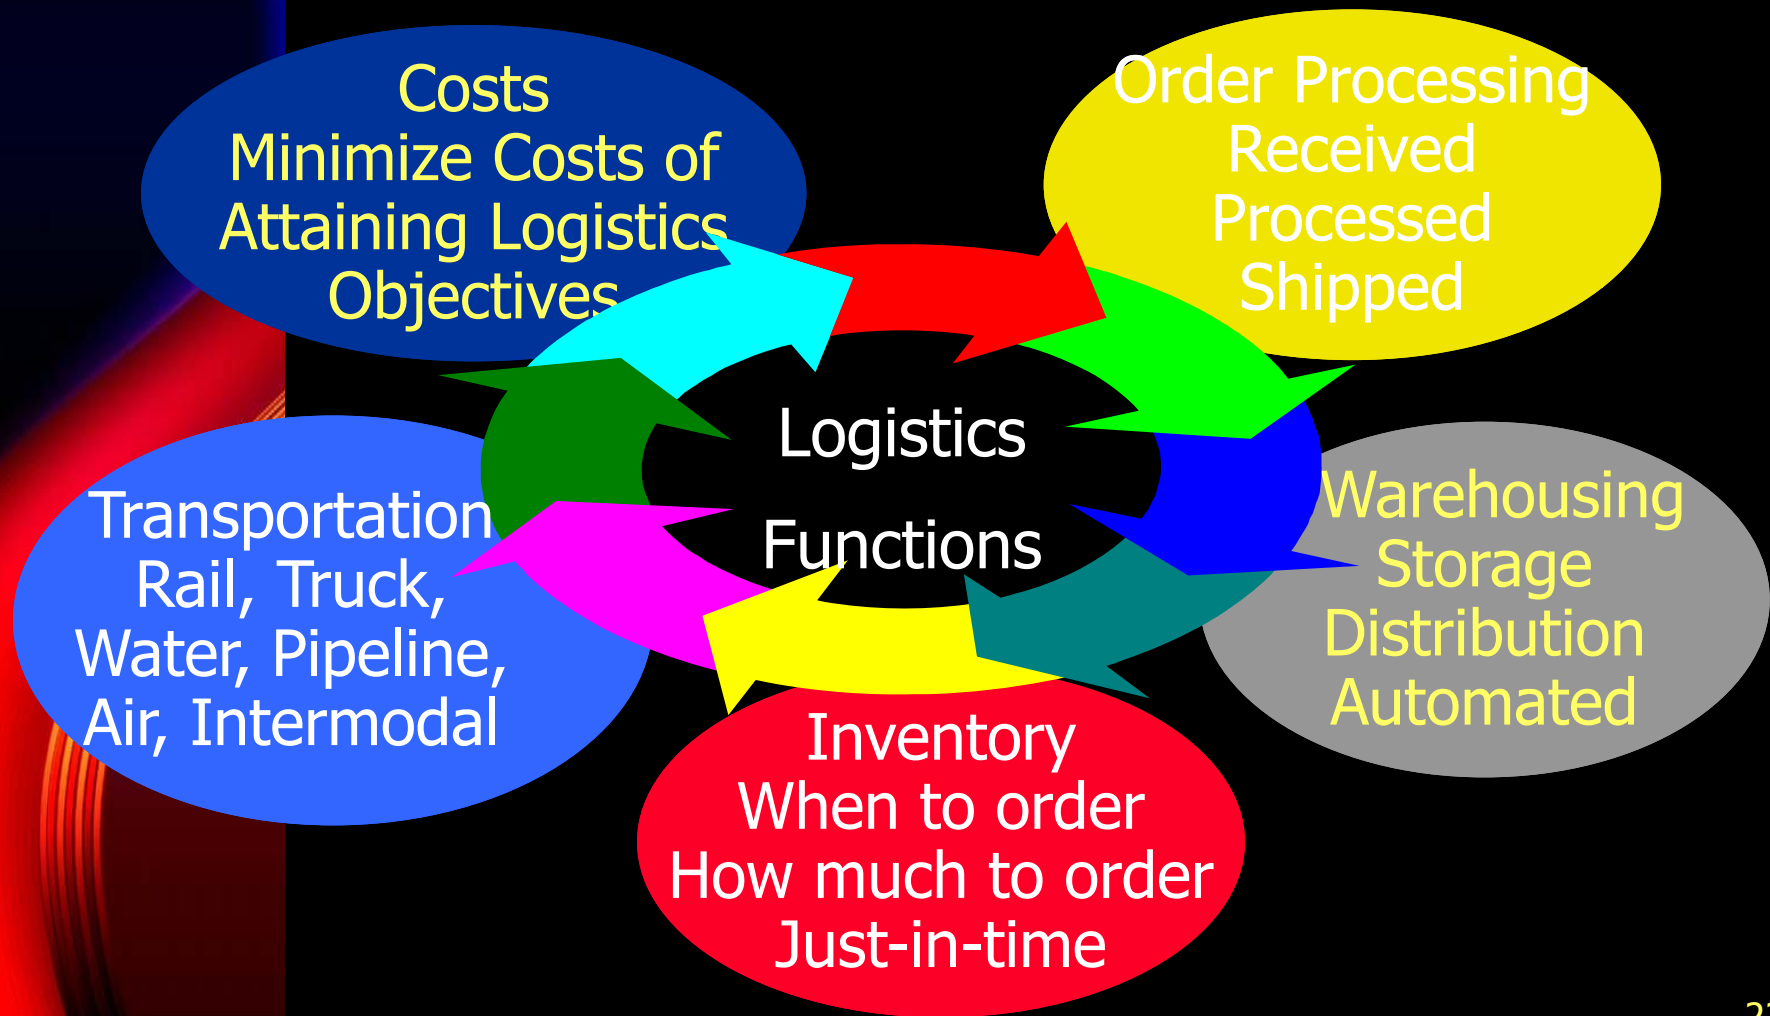 Costs
Minimize Costs of
Attaining Logistics
Objectives
Order Processing
Received
Processed
Shipped
Logistics
Functions
Transportation
Rail, Truck,
Water, Pipeline,
Air, Intermodal
Warehousing
Storage
Distribution
Automated
Inventory
When to order
How much to order
Just-in-time